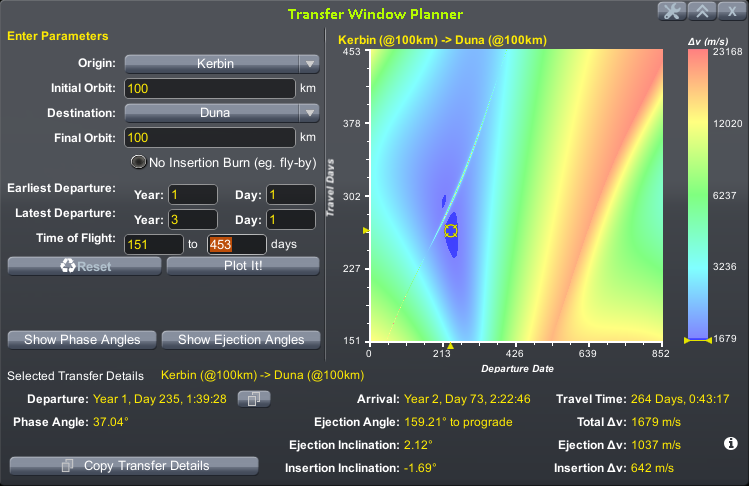 Transfer Window Planner
X
Enter Parameters
Origin: Kerbin
Initial Orbit: 100 km
Destination: Duna
Final Orbit: 100 km
No Insertion Burn (eg. fly-by)
Earliest Departure: Year: 1 Day: 1
Latest Departure: Year: 3 Day: 1
Time of Flight: 151 to 453 days
Reset Plot It!
Show Phase Angles Show Ejection Angles
Kerbin (@100km) -> Duna (@100km)
Travel Days
453
378
302
227
151
0 213 426 639 852
Departure Date
Δv (m/s)
23168
12020
6237
3236
1679
Selected Transfer Details Kerbin (@100km) -> Duna (@100km)
Departure: Year 1, Day 235, 1:39:28 Arrival: Year 2, Day 73, 2:22:46 Travel Time: 264 Days, 0:43:17
Phase Angle: 37.04° Ejection Angle: 159.21° to prograde Total Δv: 1679 m/s
Ejection Inclination: 2.12° Ejection Δv: 1037 m/s
Copy Transfer Details Insertion Inclination: -1.69° Insertion Δv: 642 m/s